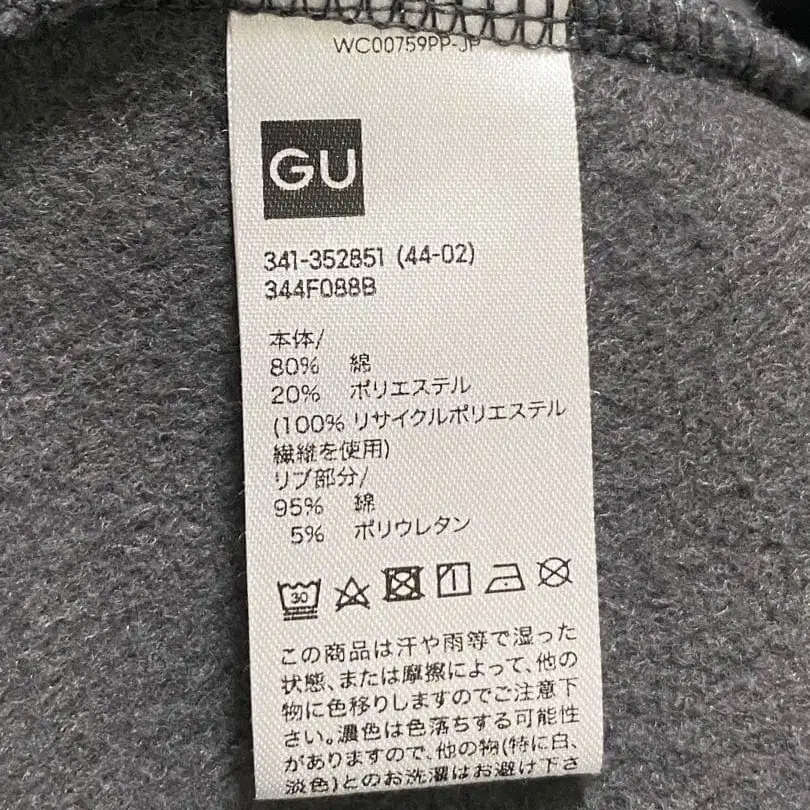 WC00759PP-JP
GU
341-352851 (44-02)
344F088B
本体/
80% 綿
20% ポリエステル
(100% リサイクルポリエステル
繊維を使用)
リブ部分/
95% 綿
5% ポリウレタン
30
この商品は汗や雨等で湿った
状態、または摩擦によって、他の
物に色移りしますのでご注意下
さい。濃色は色落ちする可能性
がありますので、他の物(特に白、
淡色)とのお洗濯はお避け下さ